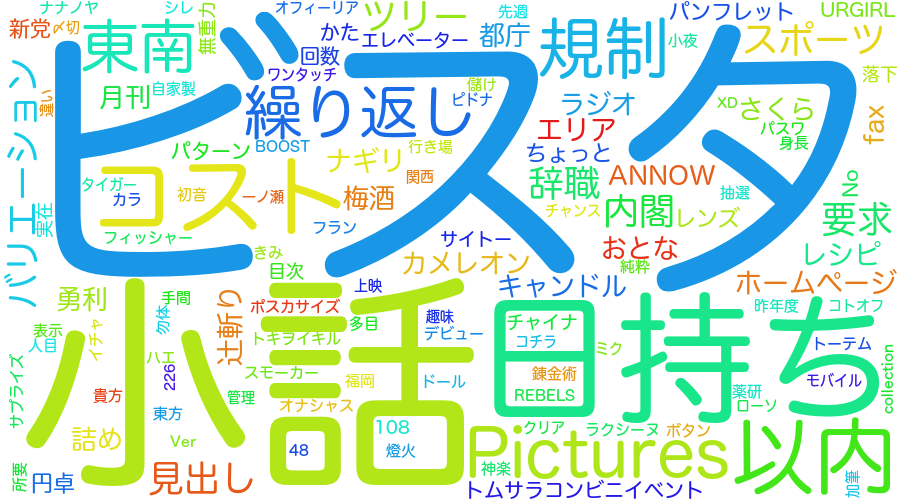 ナナノヤ
シレ
オフィーリア
先週
URGIRL
新党
〆切
東南
無重力
ツリー
パンフレット
かた
エレベーター
都庁
規制
小夜
スポーツ
回数
ワンタッチ
儲け
ピドナ
落下
ビスタ
バリエーション
月刊
自家製
繰り返し
ラジオ
エリア
XD
さくら
パスワ
身長
fax
BOOST
パターン
ナギリ
行き場
ちょっと
タイガー
カラ
コスト
初音
一ノ瀬
梅酒
関西
辞職
ANNOW
抽選
No
実在
フラン
チャンス
内閣
レンズ
要求
フィッシャー
サイトー
おとな
レシピ
きみ
カメレオン
純粋
目次
上映
キャンドル
ホームページ
勇利
手間
ポスカサイズ
昨年度
コトオフ
表示
人目
イチャ
勿体
辻斬り
トキヲイキル
多目
趣味
デビュー
チャイナ
コチラ
ミク
トーテム
小話
日持ち
サプライズ
ハエ
226
スモーカー
福岡
ドール
錬金術
REBELS
薬研
ローソ
モバイル
collection
貴方
東方
管理
オナシャス
108
詰め
Ver
48
燈火
Pictures
クリア
ラクシーヌ
ボタン
以内
所要
円卓
見出し
神楽
トムサラコンビニイベント
加筆